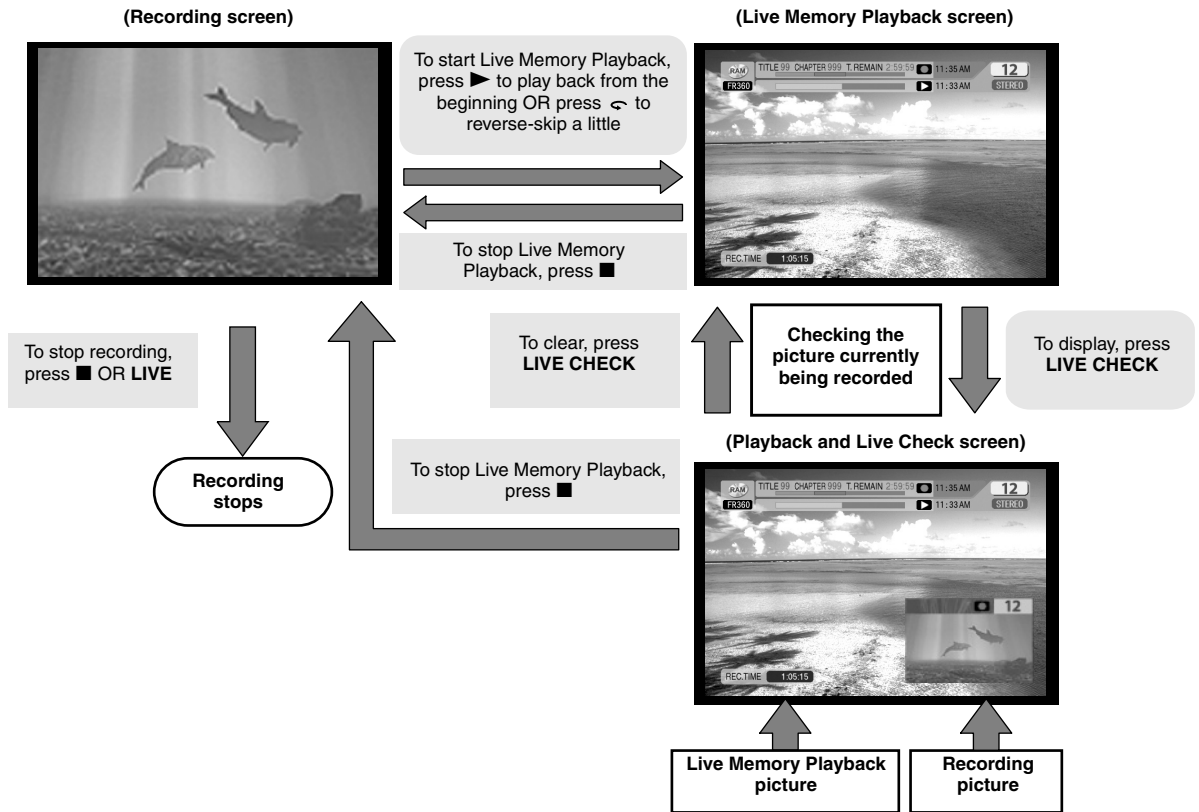 (Recording screen)
To start Live Memory Playback,
press ▶ to play back from the
beginning OR press ⤺ to
reverse-skip a little
(Live Memory Playback screen)
RAM TITLE 99 CHAPTER 999 T. REMAIN 2:59:59 11:35 AM 12
FR360 11:33 AM STEREO
REC.TIME 1:05:15
To stop Live Memory
Playback, press ■
To stop recording,
press ■ OR LIVE
Recording
stops
To clear, press
LIVE CHECK
Checking the
picture currently
being recorded
To display, press
LIVE CHECK
To stop Live Memory Playback,
press ■
(Playback and Live Check screen)
RAM TITLE 99 CHAPTER 999 T. REMAIN 2:59:59 11:35 AM 12
FR360 11:33 AM STEREO
12
REC.TIME 1:05:15
Live Memory Playback
picture
Recording
picture